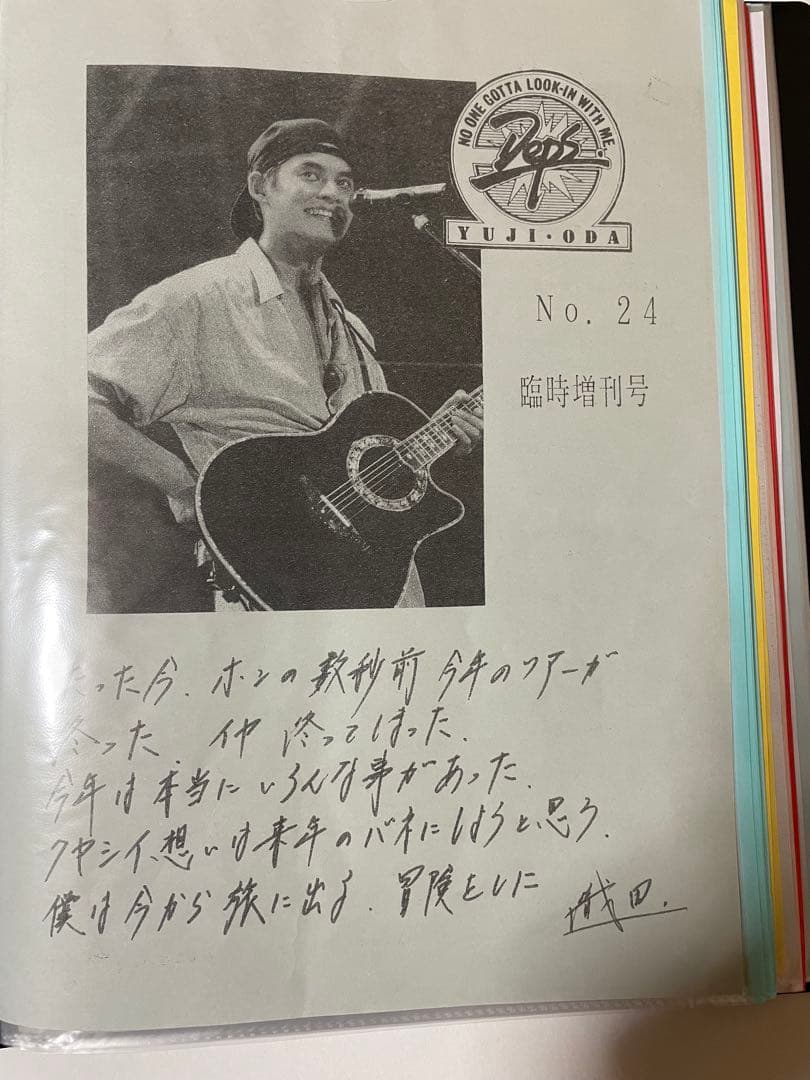 NO ONE GOTTA LOOK-IN WITH ME.
Deps.
YUJI・ODA
No. 24
臨時増刊号
たった今、ホンの数秒前 今年のツアーが
終った、イヤ 終ってしまった、
今年は本当にいろんな事があった、
クヤシイ想いは来年のバネにしようと思う、
僕は今から旅に出る、冒険をしに
織田.